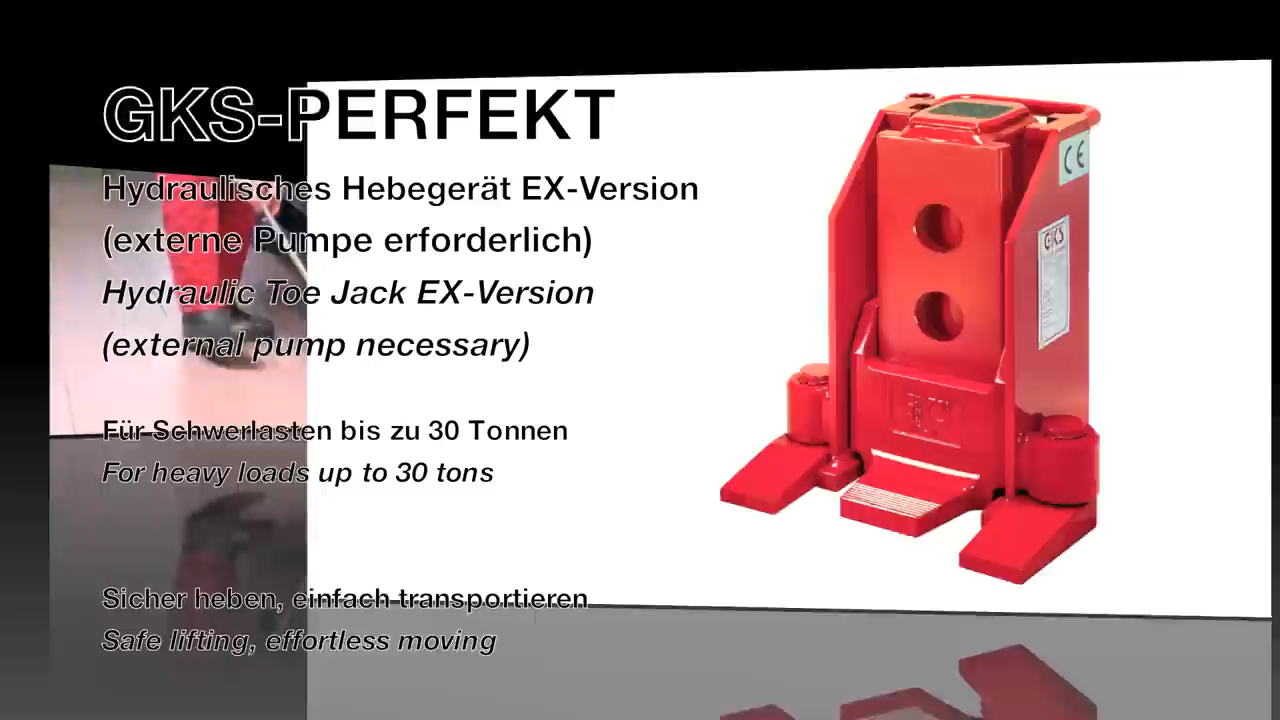 GKS-PERFEKT
Hydraulisches Hebegerät EX-Version
(externe Pumpe erforderlich)
Hydraulic Toe Jack EX-Version
(external pump necessary)
Für Schwerlasten bis zu 30 Tonnen
For heavy loads up to 30 tons
Sicher heben, einfach transportieren
Safe lifting, effortless moving
CE
GKS